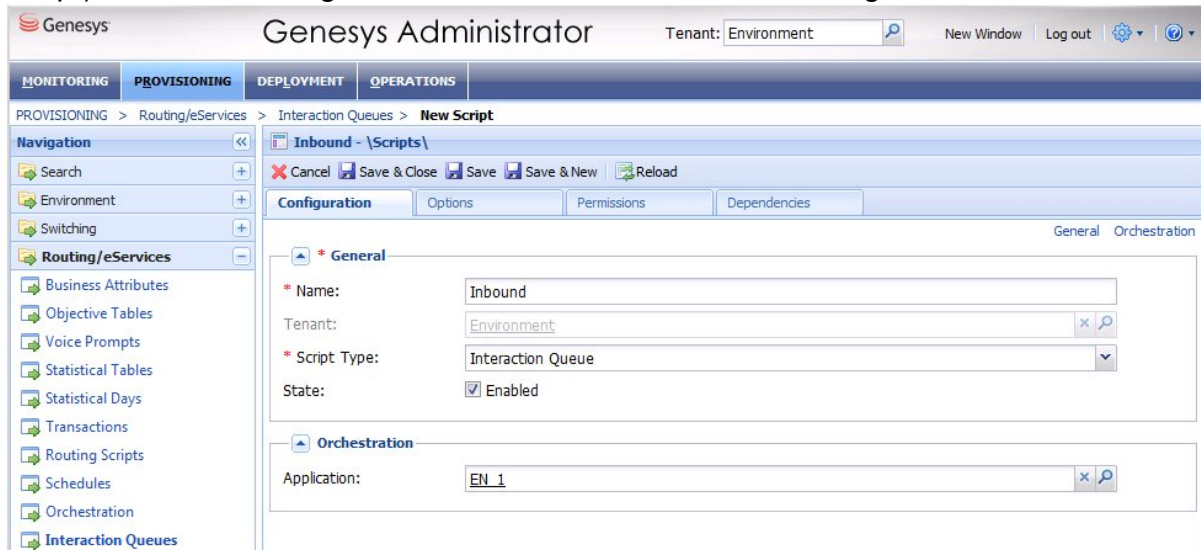 Genesys
Genesys Administrator
Tenant: Environment
New Window Log out
MONITORING PROVISIONING DEPLOYMENT OPERATIONS
PROVISIONING > Routing/eServices > Interaction Queues > New Script
Navigation
Inbound - \Scripts\
Search
Cancel Save & Close Save Save & New Reload
Environment
Configuration Options Permissions Dependencies
Switching
General Orchestration
Routing/eServices
* General
Business Attributes
* Name: Inbound
Objective Tables
Tenant: Environment
Voice Prompts
* Script Type: Interaction Queue
Statistical Tables
State: Enabled
Statistical Days
Transactions
Orchestration
Routing Scripts
Application: EN_1
Schedules
Orchestration
Interaction Queues